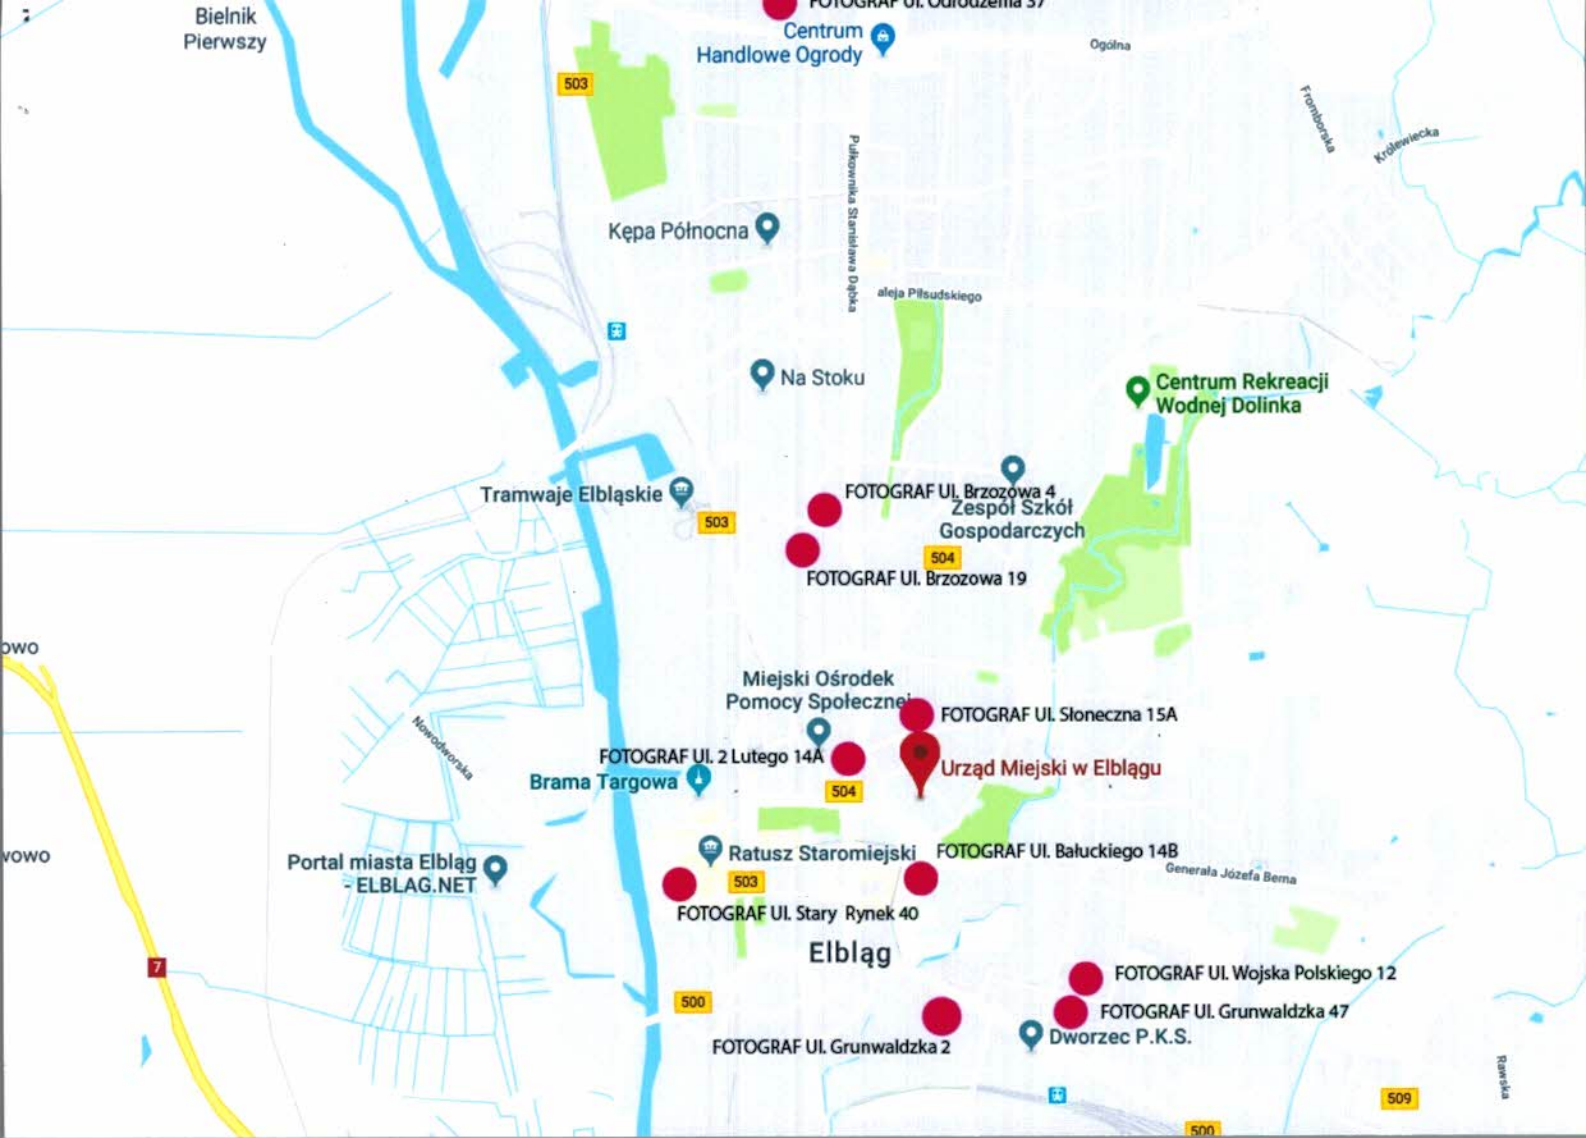 FOTOGRAF Ul. Odrodzenia 37
Bielnik
Pierwszy
Centrum
Handlowe Ogrody
Ogólna
503
Fromborska
Królewiecka
Pułkownika Stanisława Dąbka
Kępa Północna
aleja Piłsudskiego
Na Stoku
Centrum Rekreacji
Wodnej Dolinka
Tramwaje Elbląskie
503
FOTOGRAF Ul. Brzozowa 4
Zespół Szkół
Gospodarczych
504
FOTOGRAF Ul. Brzozowa 19
owo
Miejski Ośrodek
Pomocy Społecznej
FOTOGRAF Ul. Słoneczna 15A
Nowodworska
FOTOGRAF Ul. 2 Lutego 14A
Urząd Miejski w Elblągu
Brama Targowa
504
wowo
Portal miasta Elbląg
- ELBLAG.NET
Ratusz Staromiejski
FOTOGRAF Ul. Bałuckiego 14B
Generała Józefa Bema
503
FOTOGRAF Ul. Stary Rynek 40
Elbląg
7
FOTOGRAF Ul. Wojska Polskiego 12
500
FOTOGRAF Ul. Grunwaldzka 47
Dworzec P.K.S.
FOTOGRAF Ul. Grunwaldzka 2
Rawska
509
500